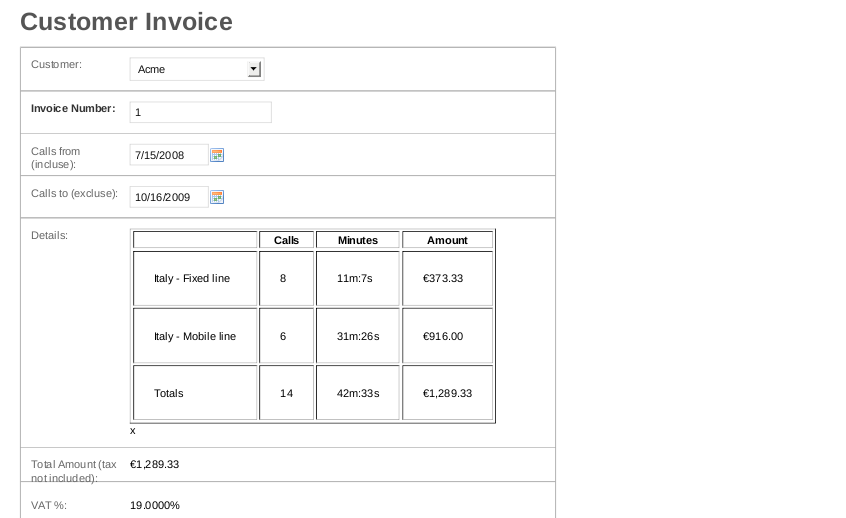 Customer Invoice
Customer: Acme
Invoice Number: 1
Calls from
(incluse): 7/15/2008
Calls to (excluse): 10/16/2009
Details:
Calls Minutes Amount
Italy - Fixed line 8 11m:7s €373.33
Italy - Mobile line 6 31m:26s €916.00
Totals 14 42m:33s €1,289.33
x
Total Amount (tax €1,289.33
not included):
VAT %: 19.0000%